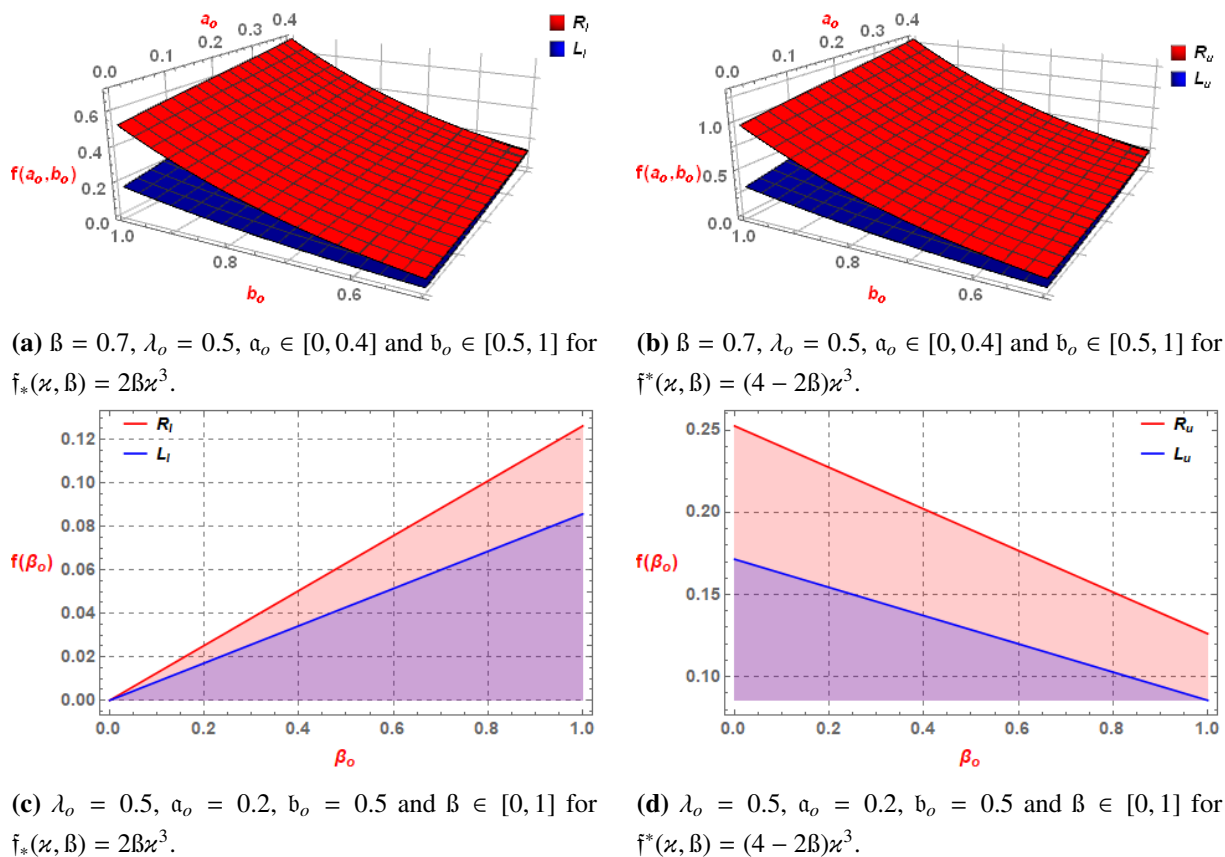 a_o
0.4
0.3
0.2
0.1
0.0
R_l
L_l
0.6
0.4
f(a_o,b_o)
0.2
0.0
1.0
0.8
0.6
b_o
a_o
0.4
0.3
0.2
0.1
0.0
R_u
L_u
1.0
f(a_o,b_o)
0.5
0.0
1.0
0.8
0.6
b_o
(a) ß = 0.7, λ_o = 0.5, 𝔞_o ∈ [0, 0.4] and 𝔟_o ∈ [0.5, 1] for
𝔣̃_*(ϰ, ß) = 2ßϰ^3.
(b) ß = 0.7, λ_o = 0.5, 𝔞_o ∈ [0, 0.4] and 𝔟_o ∈ [0.5, 1] for
𝔣̃^*(ϰ, ß) = (4 − 2ß)ϰ^3.
R_l
L_l
0.12
0.10
0.08
0.06
f(β_o)
0.04
0.02
0.00
0.0 0.2 0.4 0.6 0.8 1.0
β_o
R_u
L_u
0.25
0.20
f(β_o)
0.15
0.10
0.0 0.2 0.4 0.6 0.8 1.0
β_o
(c) λ_o = 0.5, 𝔞_o = 0.2, 𝔟_o = 0.5 and ß ∈ [0, 1] for
𝔣̃_*(ϰ, ß) = 2ßϰ^3.
(d) λ_o = 0.5, 𝔞_o = 0.2, 𝔟_o = 0.5 and ß ∈ [0, 1] for
𝔣̃^*(ϰ, ß) = (4 − 2ß)ϰ^3.